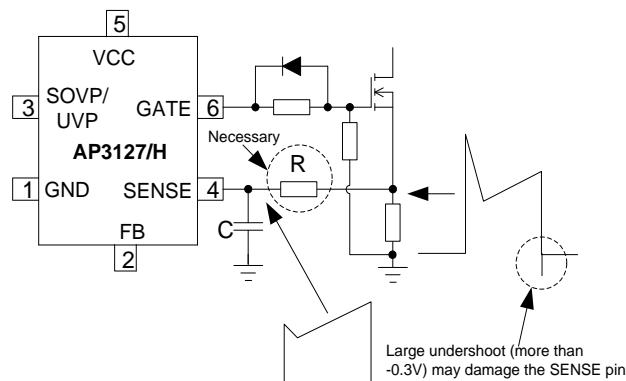 5
VCC
3
SOVP/
UVP
GATE
6
AP3127/H
Necessary
R
1
GND
SENSE
4
C
FB
2
Large undershoot (more than
-0.3V) may damage the SENSE pin